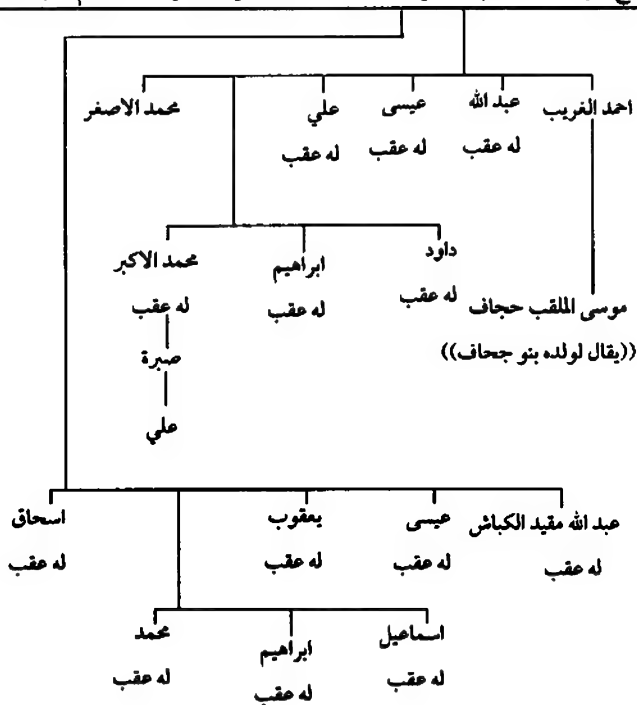 احمد الغريب عبد الله عيسى علي محمد الاصغر
له عقب له عقب له عقب
داود ابراهيم محمد الاكبر
له عقب له عقب له عقب
موسى الملقب حجاف
((يقال لولده بنو جحاف))
صبرة
علي
عبد الله مقيد الكباش عيسى يعقوب اسحاق
له عقب له عقب له عقب له عقب
اسماعيل ابراهيم محمد
له عقب له عقب له عقب